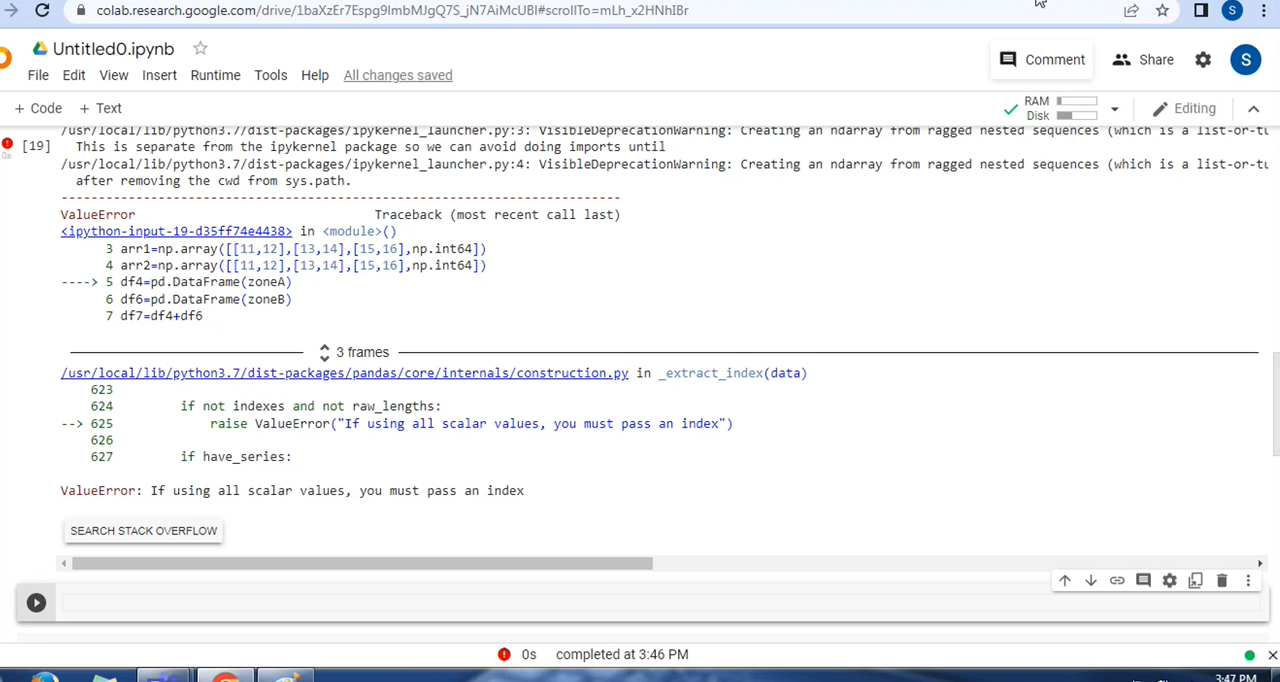 colab.research.google.com/drive/1baXzEr7Espg9lmbMJgQ7S_jN7AiMcUBl#scrollTo=mLh_x2HNhIBr
S
Untitled0.ipynb
Comment
Share
S
File Edit View Insert Runtime Tools Help All changes saved
+ Code + Text
RAM
Disk
Editing
/usr/local/lib/python3.7/dist-packages/ipykernel_launcher.py:3: VisibleDeprecationWarning: Creating an ndarray from ragged nested sequences (which is a list-or-tu
[19] This is separate from the ipykernel package so we can avoid doing imports until
0s
/usr/local/lib/python3.7/dist-packages/ipykernel_launcher.py:4: VisibleDeprecationWarning: Creating an ndarray from ragged nested sequences (which is a list-or-tu
after removing the cwd from sys.path.
---------------------------------------------------------------------------
ValueError Traceback (most recent call last)
<ipython-input-19-d35ff74e4438> in <module>()
3 arr1=np.array([[11,12],[13,14],[15,16],np.int64])
4 arr2=np.array([[11,12],[13,14],[15,16],np.int64])
----> 5 df4=pd.DataFrame(zoneA)
6 df6=pd.DataFrame(zoneB)
7 df7=df4+df6
3 frames
/usr/local/lib/python3.7/dist-packages/pandas/core/internals/construction.py in _extract_index(data)
623
624 if not indexes and not raw_lengths:
--> 625 raise ValueError("If using all scalar values, you must pass an index")
626
627 if have_series:
ValueError: If using all scalar values, you must pass an index
SEARCH STACK OVERFLOW
0s completed at 3:46 PM
3:47 PM